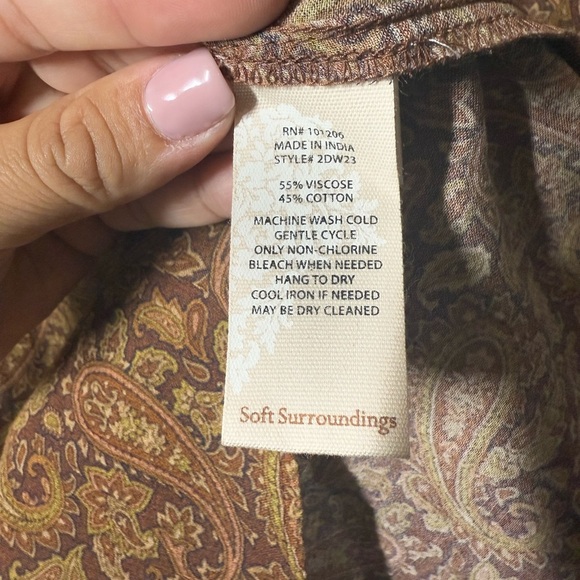 RN# 101206
MADE IN INDIA
STYLE# 2DW23
55% VISCOSE
45% COTTON
MACHINE WASH COLD
GENTLE CYCLE
ONLY NON-CHLORINE
BLEACH WHEN NEEDED
HANG TO DRY
COOL IRON IF NEEDED
MAY BE DRY CLEANED
Soft Surroundings